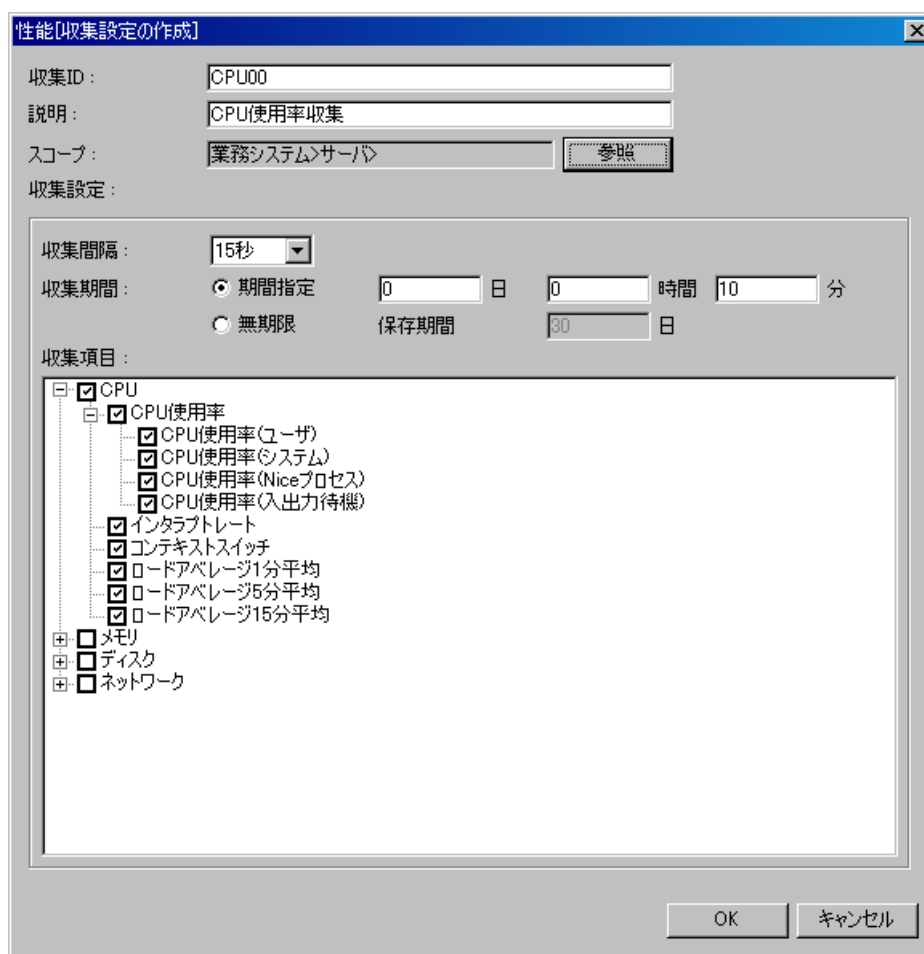 性能[収集設定の作成]
収集ID： CPU00
説明： CPU使用率収集
スコープ： 業務システム>サーバ> 参照
収集設定：
収集間隔： 15秒
収集期間： 期間指定 0 日 0 時間 10 分
無期限 保存期間 30 日
収集項目：
CPU
CPU使用率
CPU使用率(ユーザ)
CPU使用率(システム)
CPU使用率(Niceプロセス)
CPU使用率(入出力待機)
インタラプトレート
コンテキストスイッチ
ロードアベレージ1分平均
ロードアベレージ5分平均
ロードアベレージ15分平均
メモリ
ディスク
ネットワーク
OK キャンセル